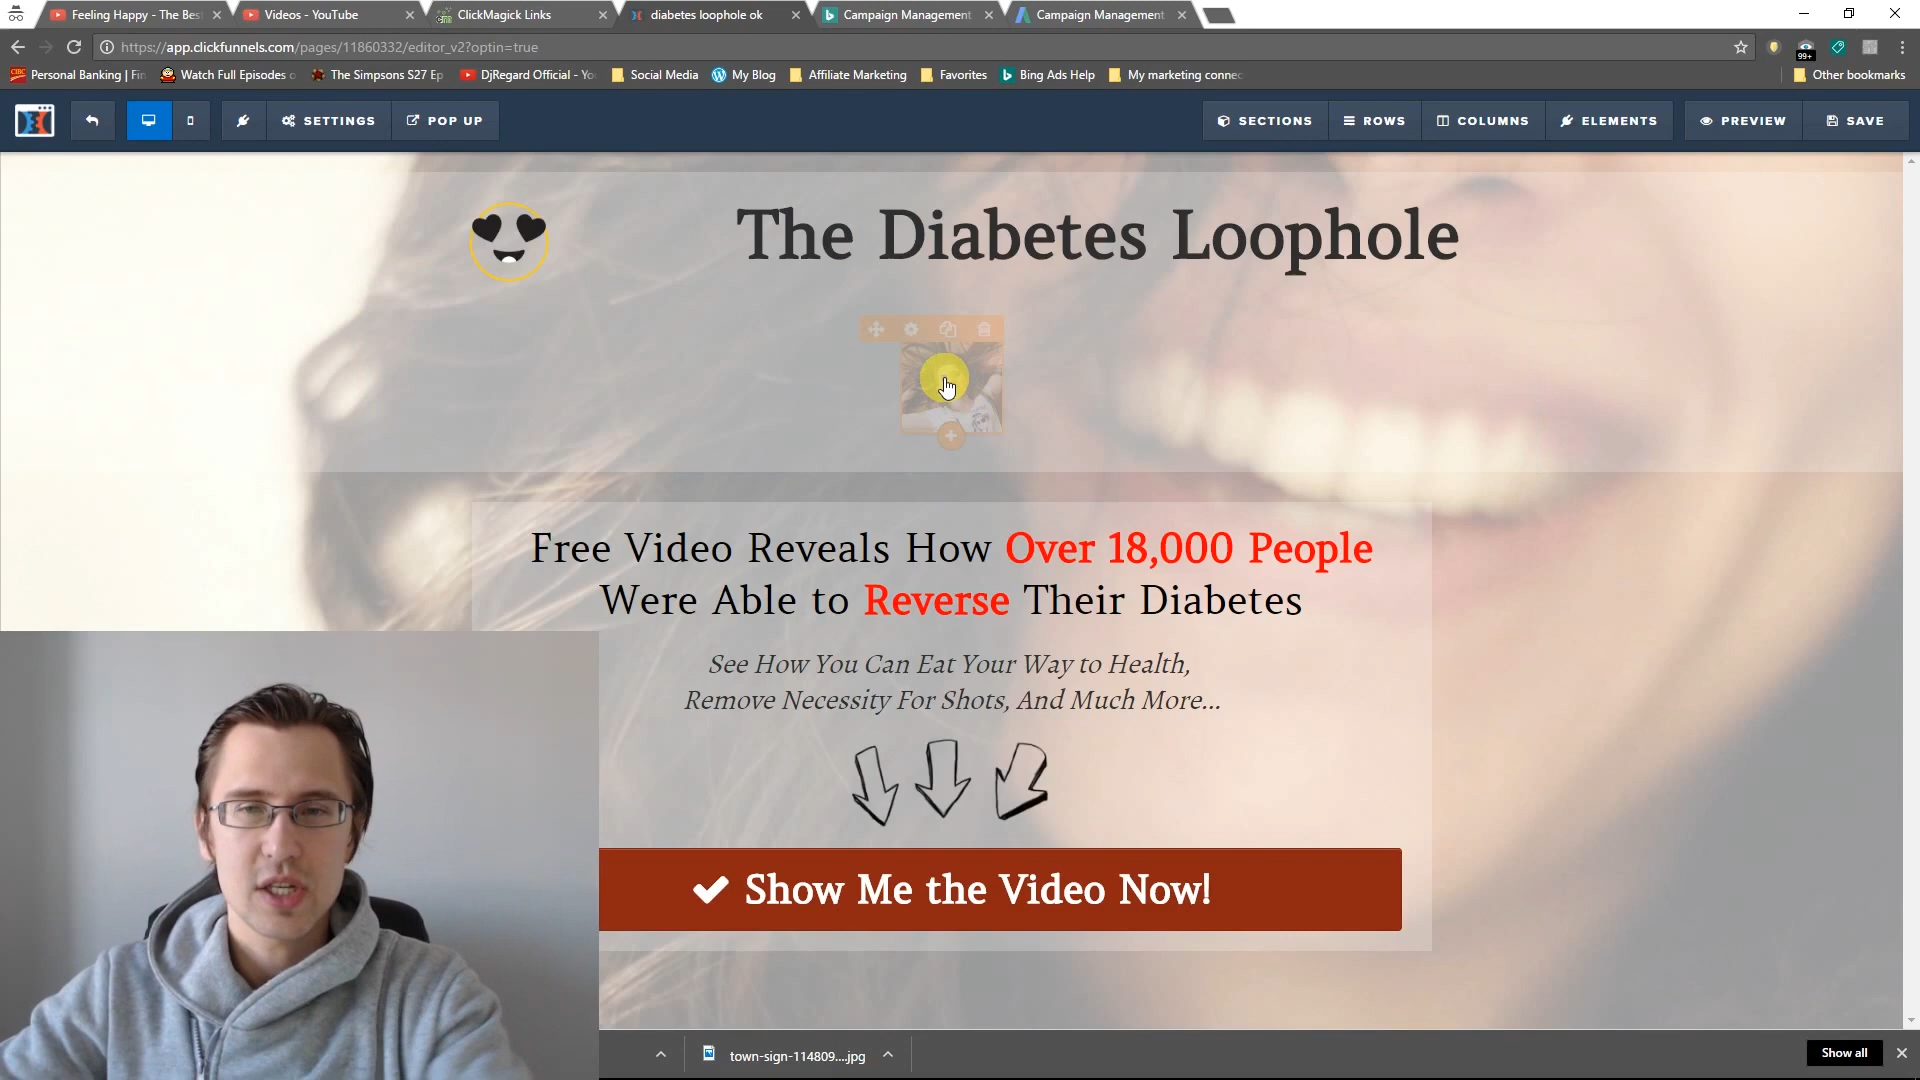 Feeling Happy - The Bes
Videos - YouTube
ClickMagick Links
diabetes loophole ok
Campaign Management
Campaign Management
https://app.clickfunnels.com/pages/11860332/editor_v2?optin=true
99+
CIBC Personal Banking | Fin
Watch Full Episodes o
The Simpsons S27 Ep
DjRegard Official - Yo
Social Media
My Blog
Affiliate Marketing
Favorites
Bing Ads Help
My marketing connec
Other bookmarks
SETTINGS
POP UP
SECTIONS
ROWS
COLUMNS
ELEMENTS
PREVIEW
SAVE
The Diabetes Loophole
Free Video Reveals How Over 18,000 People
Were Able to Reverse Their Diabetes
See How You Can Eat Your Way to Health,
Remove Necessity For Shots, And Much More...
Show Me the Video Now!
town-sign-114809....jpg
Show all